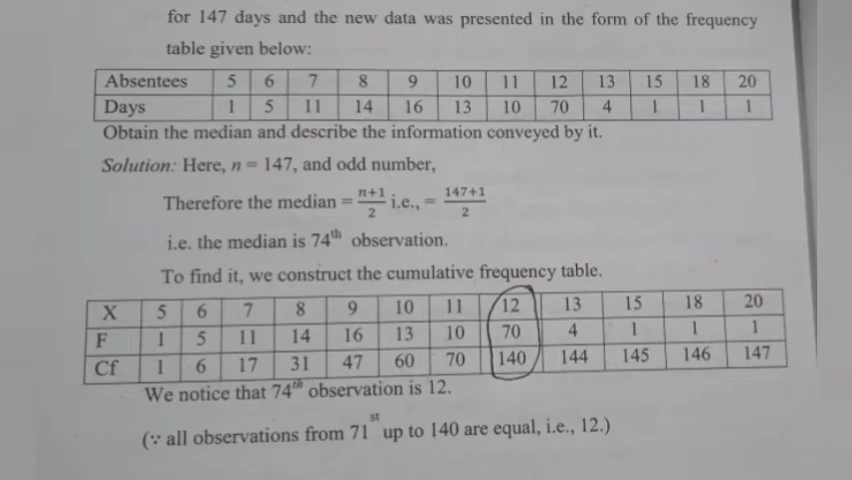 for 147 days and the new data was presented in the form of the frequency
table given below:
Absentees 5 6 7 8 9 10 11 12 13 15 18 20
Days 1 5 11 14 16 13 10 70 4 1 1 1
Obtain the median and describe the information conveyed by it.
Solution: Here, n = 147, and odd number,
Therefore the median = n+1/2 i.e., = 147+1/2
i.e. the median is 74th observation.
To find it, we construct the cumulative frequency table.
X 5 6 7 8 9 10 11 12 13 15 18 20
F 1 5 11 14 16 13 10 70 4 1 1 1
Cf 1 6 17 31 47 60 70 140 144 145 146 147
We notice that 74th observation is 12.
(∵ all observations from 71st up to 140 are equal, i.e., 12.)